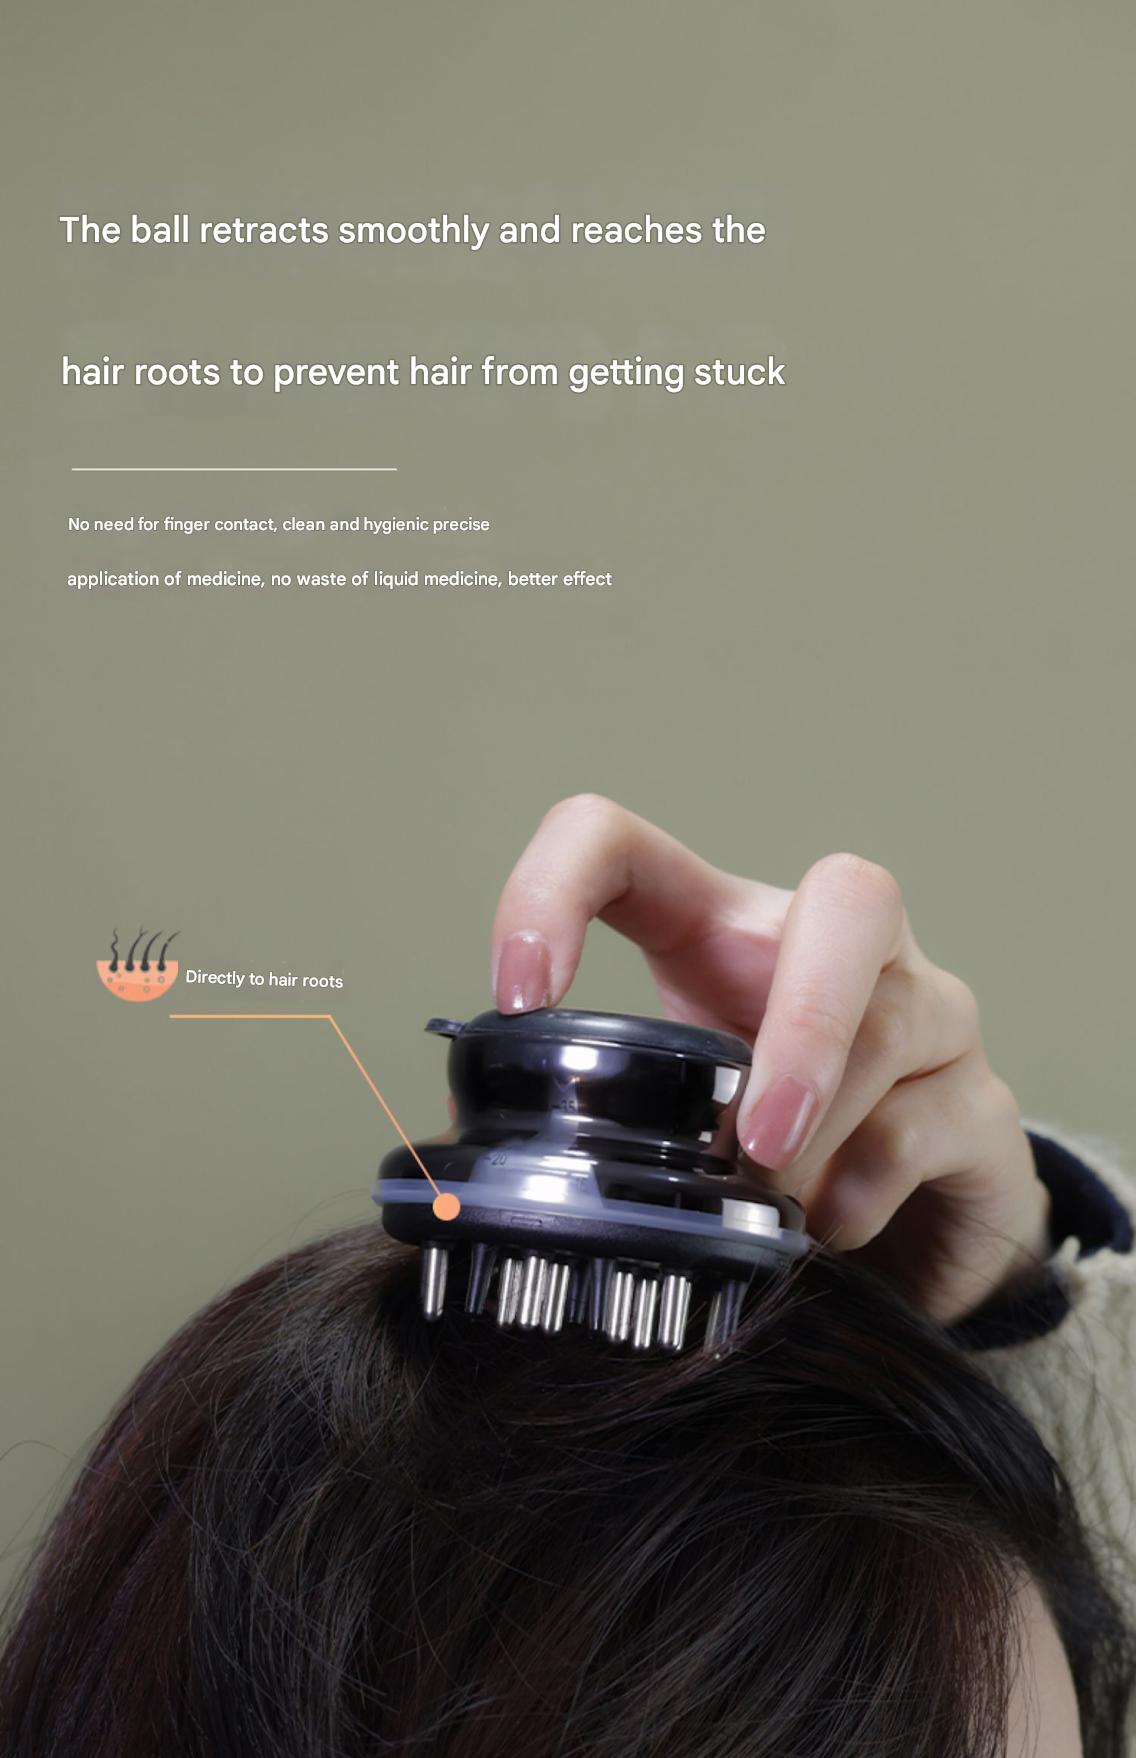 The ball retracts smoothly and reaches the
hair roots to prevent hair from getting stuck
No need for finger contact, clean and hygienic precise
application of medicine, no waste of liquid medicine, better effect
Directly to hair roots
35
20